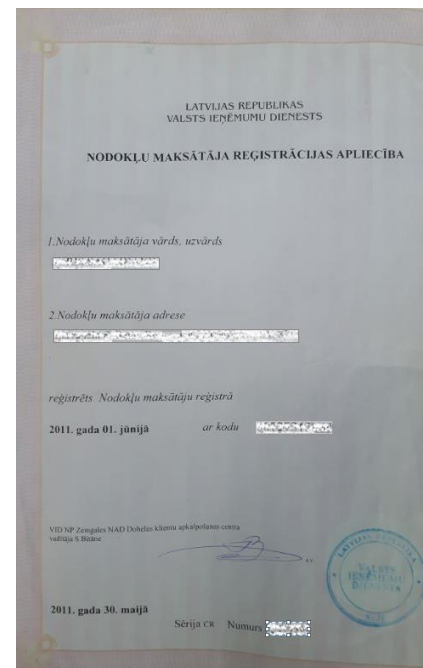 LATVIJAS REPUBLIKAS
VALSTS IEŅĒMUMU DIENESTS
NODOKĻU MAKSĀTĀJA REĢISTRĀCIJAS APLIECĪBA
1.Nodokļu maksātāja vārds, uzvārds
2.Nodokļu maksātāja adrese
reģistrēts Nodokļu maksātāju reģistrā
2011. gada 01. jūnijā ar kodu
VID NP Zemgales NAD Dobeles klientu apkalpošanas centra
vadītāja S.Bitāne
z.v.
LATVIJAS REPUBLIKA
VALSTS
IEŅĒMUMU
DIENESTS
2011. gada 30. maijā
Sērija CR Numurs